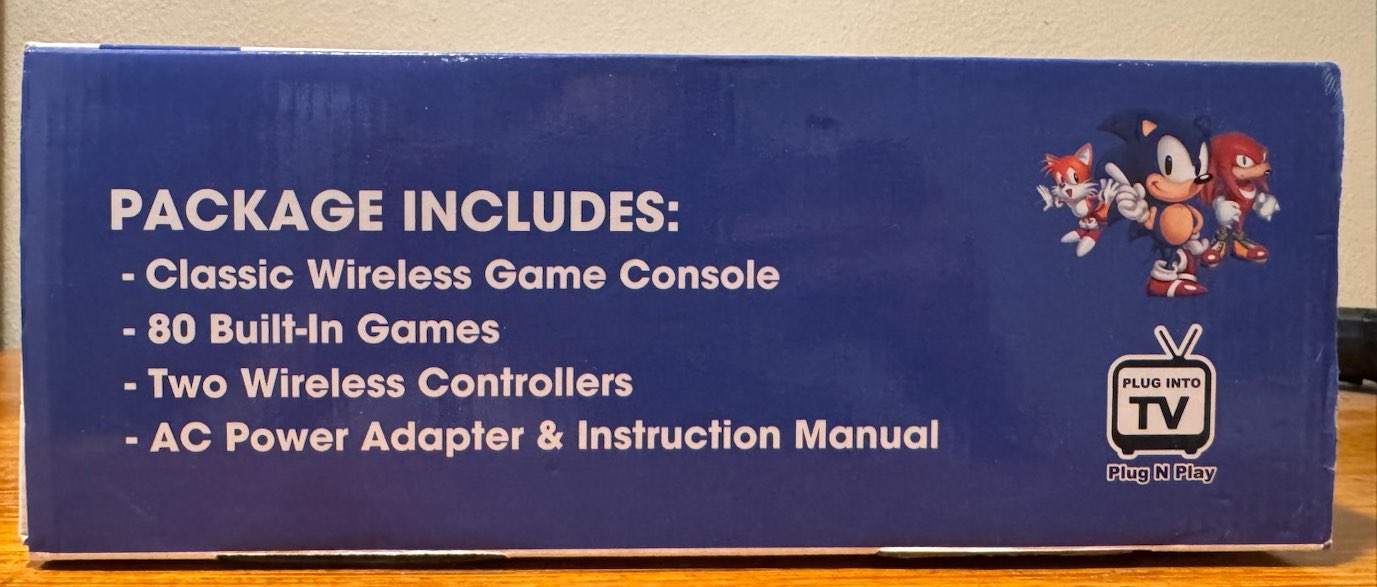 PACKAGE INCLUDES:
- Classic Wireless Game Console
- 80 Built-In Games
- Two Wireless Controllers
- AC Power Adapter & Instruction Manual
PLUG INTO
TV
Plug N Play